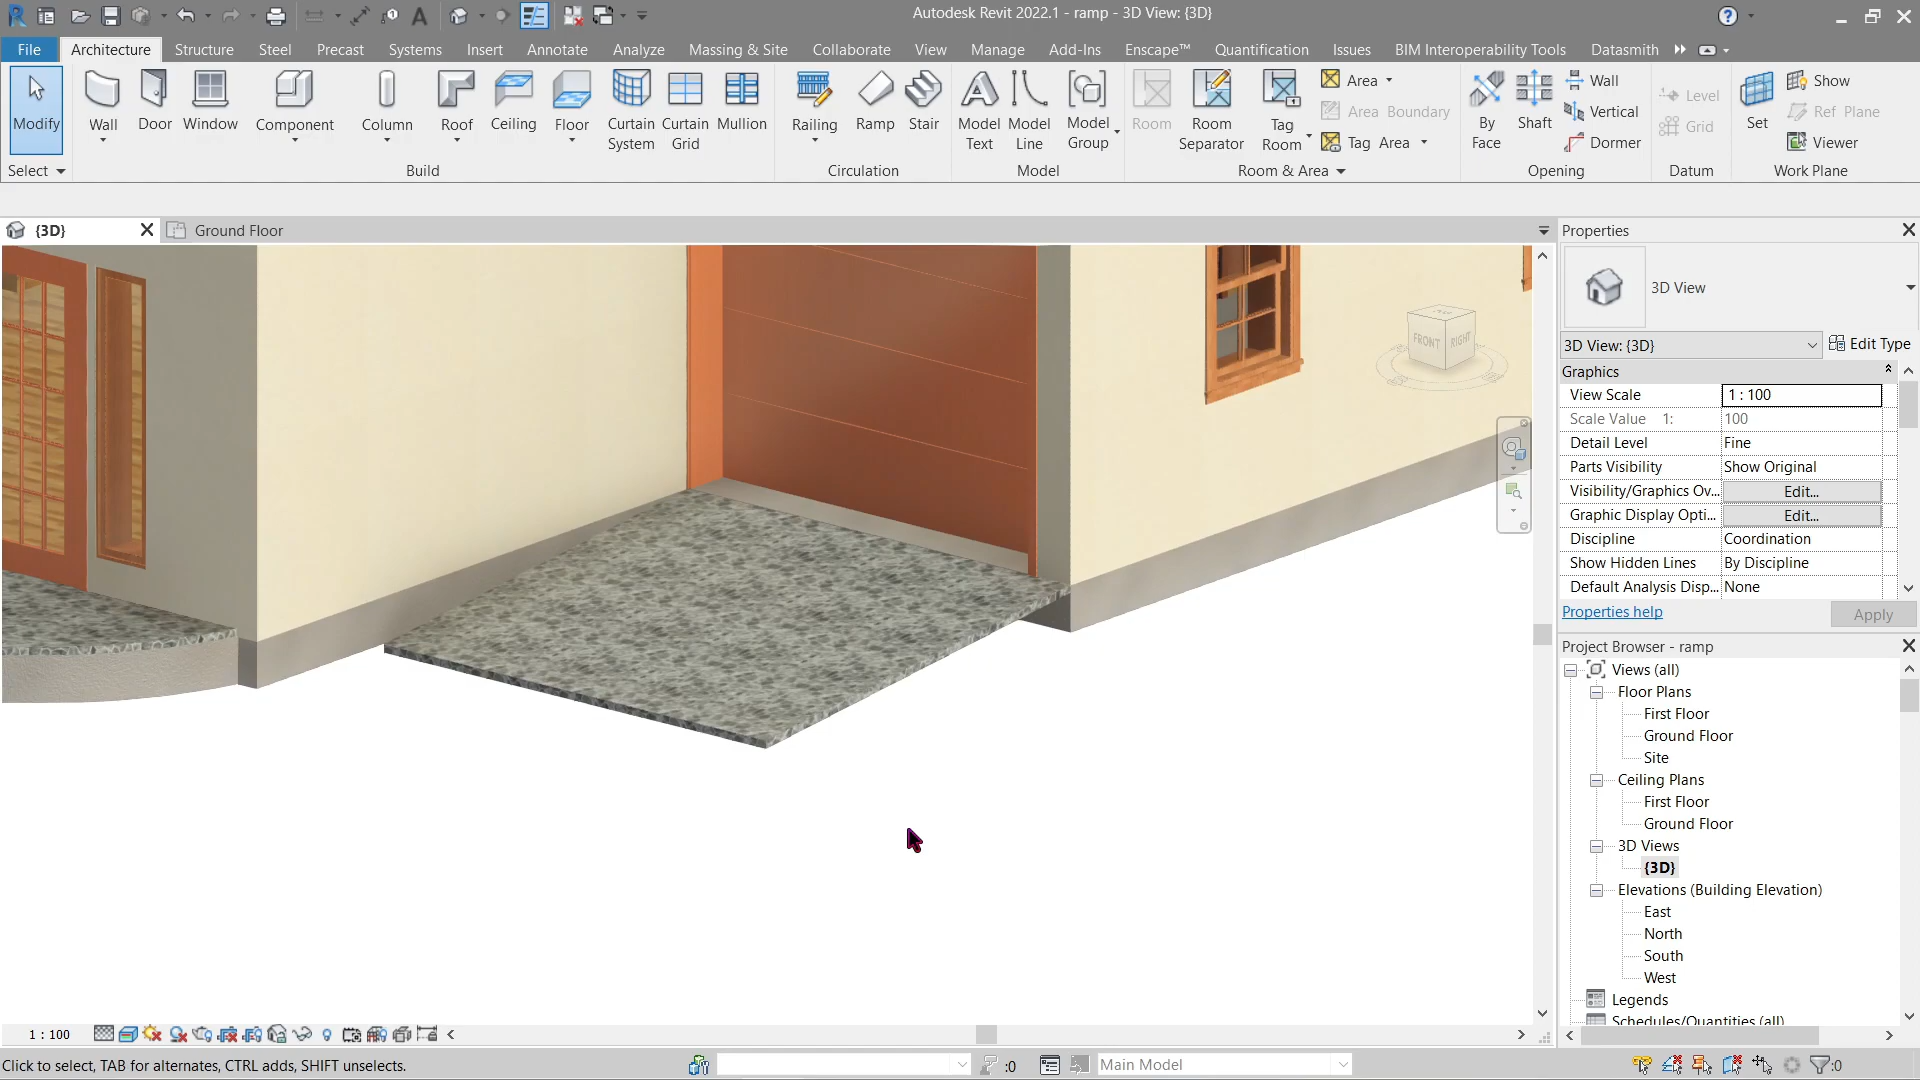 Autodesk Revit 2022.1 - ramp - 3D View: {3D}
File Architecture Structure Steel Precast Systems Insert Annotate Analyze Massing & Site Collaborate View Manage Add-Ins Enscape™ Quantification Issues BIM Interoperability Tools Datasmith
Modify
Wall Door Window Component Column Roof Ceiling Floor Curtain System Curtain Grid Mullion
Railing Ramp Stair
Model Text Model Line Model Group
Room Room Separator Tag Room Area Area Boundary Tag Area
By Face Shaft Wall Vertical Dormer
Level Grid
Set Show Ref Plane Viewer
Select Build Circulation Model Room & Area Opening Datum Work Plane
{3D} Ground Floor
FRONT RIGHT
Properties
3D View
3D View: {3D} Edit Type
Graphics
View Scale 1 : 100
Scale Value 1: 100
Detail Level Fine
Parts Visibility Show Original
Visibility/Graphics Ov... Edit...
Graphic Display Opti... Edit...
Discipline Coordination
Show Hidden Lines By Discipline
Default Analysis Disp... None
Properties help Apply
Project Browser - ramp
Views (all)
Floor Plans
First Floor
Ground Floor
Site
Ceiling Plans
First Floor
Ground Floor
3D Views
{3D}
Elevations (Building Elevation)
East
North
South
West
Legends
Schedules/Quantities (all)
1 : 100
Click to select, TAB for alternates, CTRL adds, SHIFT unselects. :0 Main Model :0